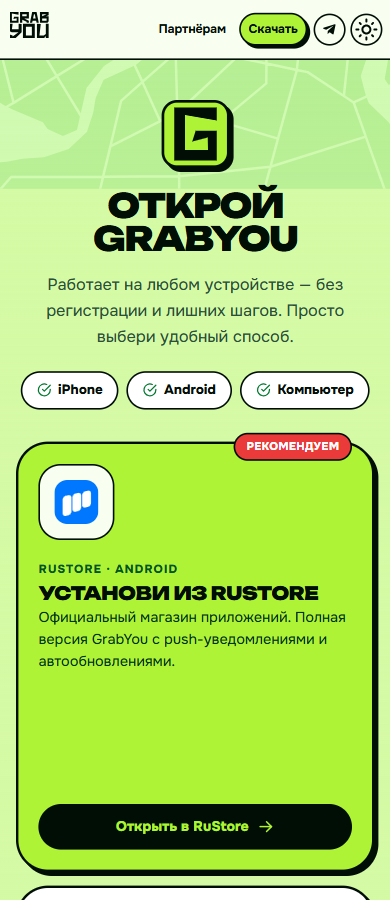 GRAB
YOU
Партнёрам
Скачать
G
ОТКРОЙ
GRABYOU
Работает на любом устройстве — без
регистрации и лишних шагов. Просто
выбери удобный способ.
iPhone
Android
Компьютер
РЕКОМЕНДУЕМ
RUSTORE · ANDROID
УСТАНОВИ ИЗ RUSTORE
Официальный магазин приложений. Полная
версия GrabYou с push-уведомлениями и
автообновлениями.
Открыть в RuStore →